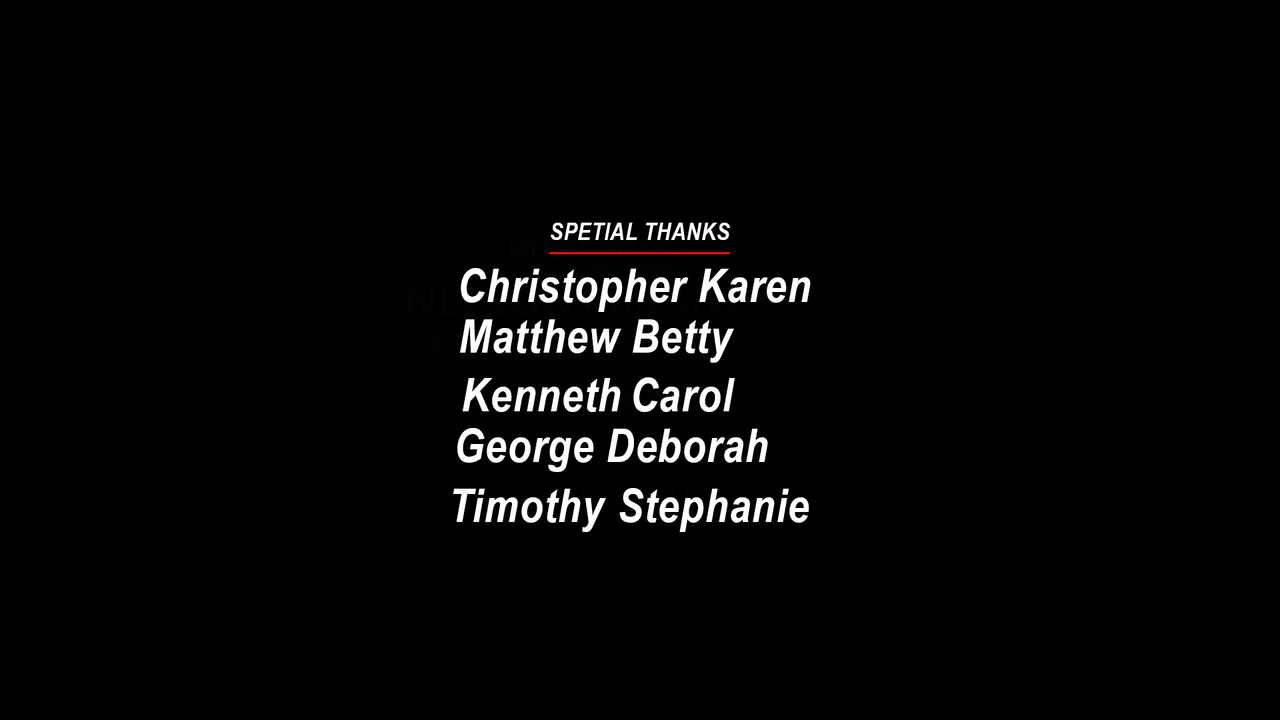 SPETIAL THANKS
Christopher Karen
Matthew Betty
Kenneth Carol
George Deborah
Timothy Stephanie